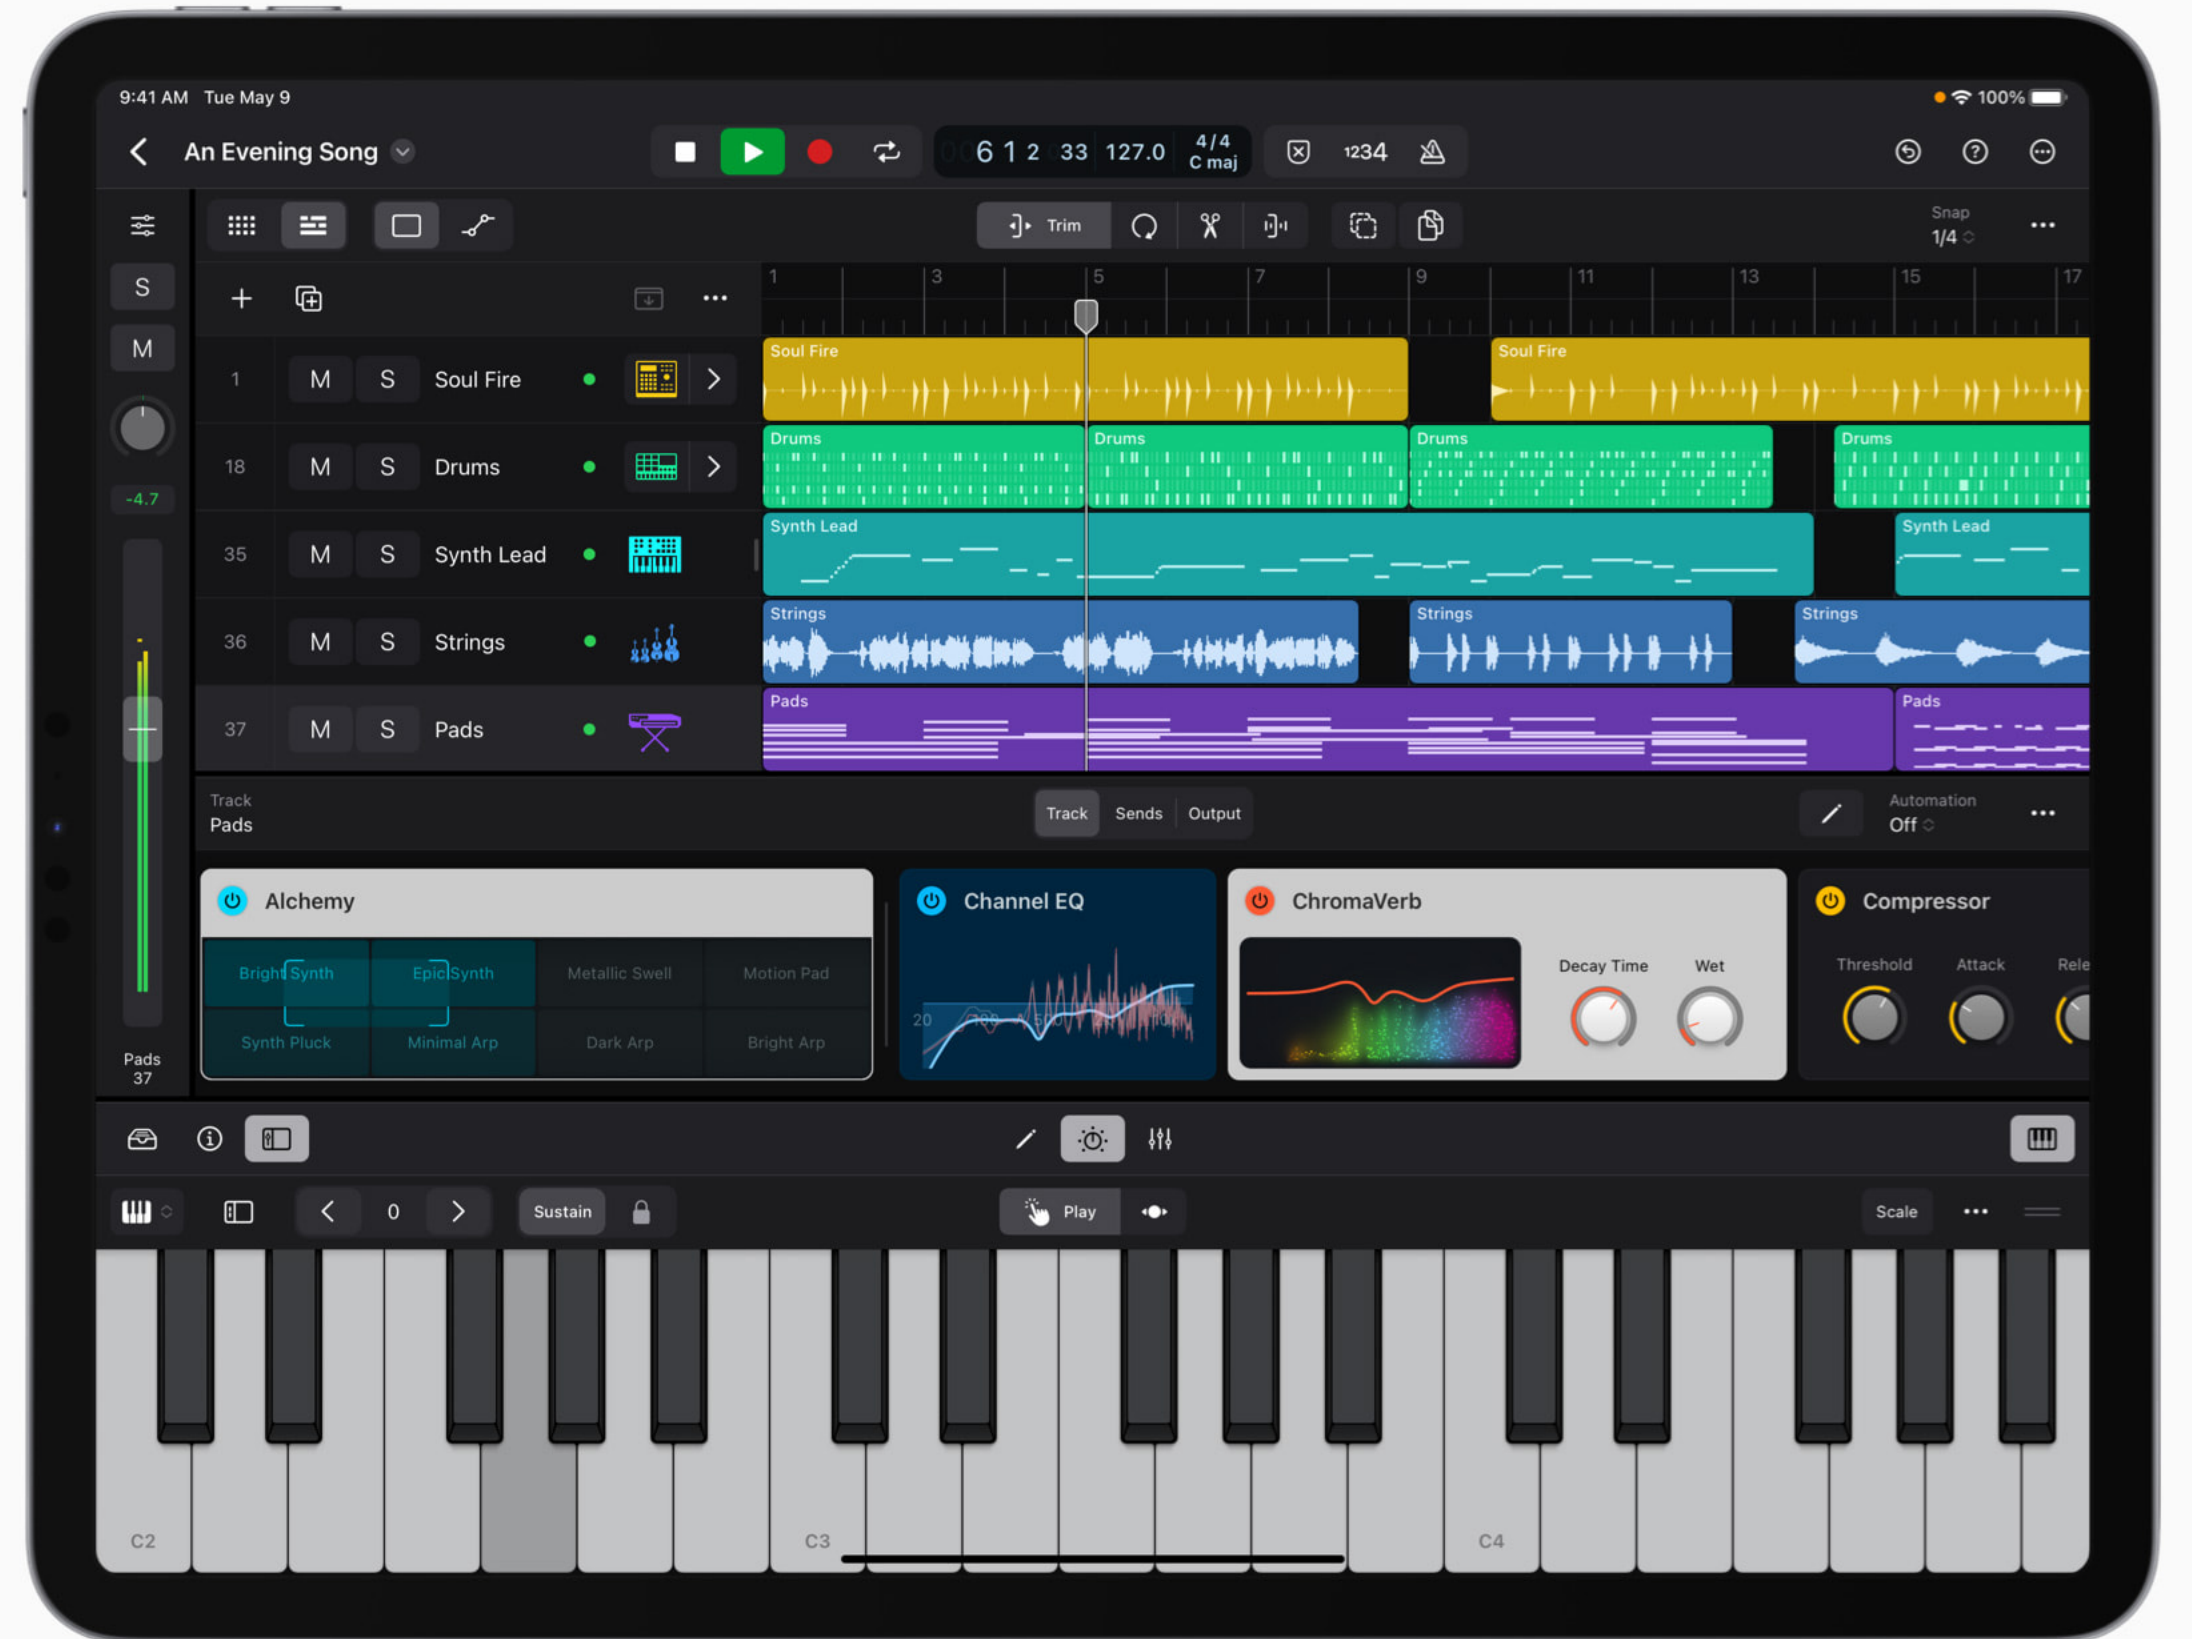 9:41 AM Tue May 9
100%
An Evening Song
6 1 2 33 127.0 4/4 C maj
1234
Trim
Snap
1/4
S
M
-4.7
Pads
37
1 3 5 7 9 11 13 15 17
1 M S Soul Fire
Soul Fire Soul Fire
18 M S Drums
Drums Drums Drums Drums
35 M S Synth Lead
Synth Lead Synth Lead
36 M S Strings
Strings Strings Strings
37 M S Pads
Pads Pads
Track
Pads
Track Sends Output
Automation
Off
Alchemy
Bright Synth Epic Synth Metallic Swell Motion Pad
Synth Pluck Minimal Arp Dark Arp Bright Arp
Channel EQ
20
ChromaVerb
Decay Time Wet
Compressor
Threshold Attack Rele
0 Sustain Play Scale
C2 C3 C4